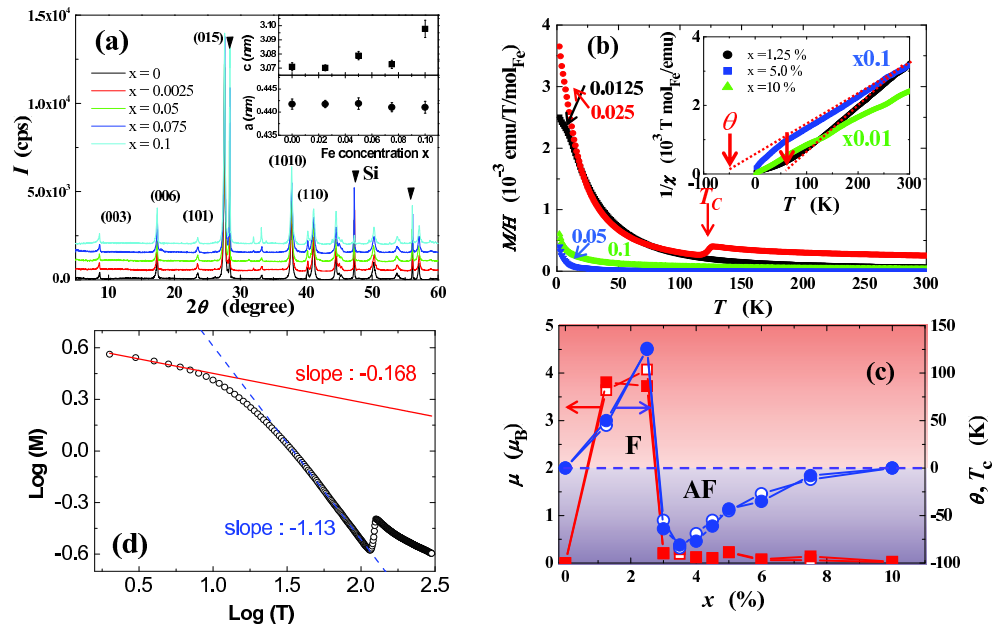 (a)
I (cps)
1.5x10⁴
1.0x10⁴
5.0x10³
0.0
x = 0
x = 0.0025
x = 0.05
x = 0.075
x = 0.1
(003)
(006)
(101)
(015)
(1010)
(110)
Si
10
20
30
40
50
60
2θ (degree)
c (nm)
3.10
3.09
3.08
3.07
a (nm)
0.445
0.440
0.435
0.00
0.02
0.04
0.06
0.08
0.10
Fe concentration x
(b)
M/H (10⁻³ emu/T/mol_Fe)
4
3
2
1
0
0.0125
0.025
0.05
0.1
T_C
0
50
100
150
200
250
300
T (K)
1/χ (10³ T mol_Fe/emu)
4
2
0
x =1.25 %
x = 5.0 %
x = 10 %
x0.1
x0.01
θ
0
100
200
300
T (K)
(d)
Log (M)
0.6
0.3
0.0
-0.3
-0.6
slope : -0.168
slope : -1.13
0.5
1.0
1.5
2.0
2.5
Log (T)
(c)
μ (μ_B)
5
4
3
2
1
0
F
AF
150
100
50
0
-50
-100
θ, T_c (K)
0
2
4
6
8
10
x (%)